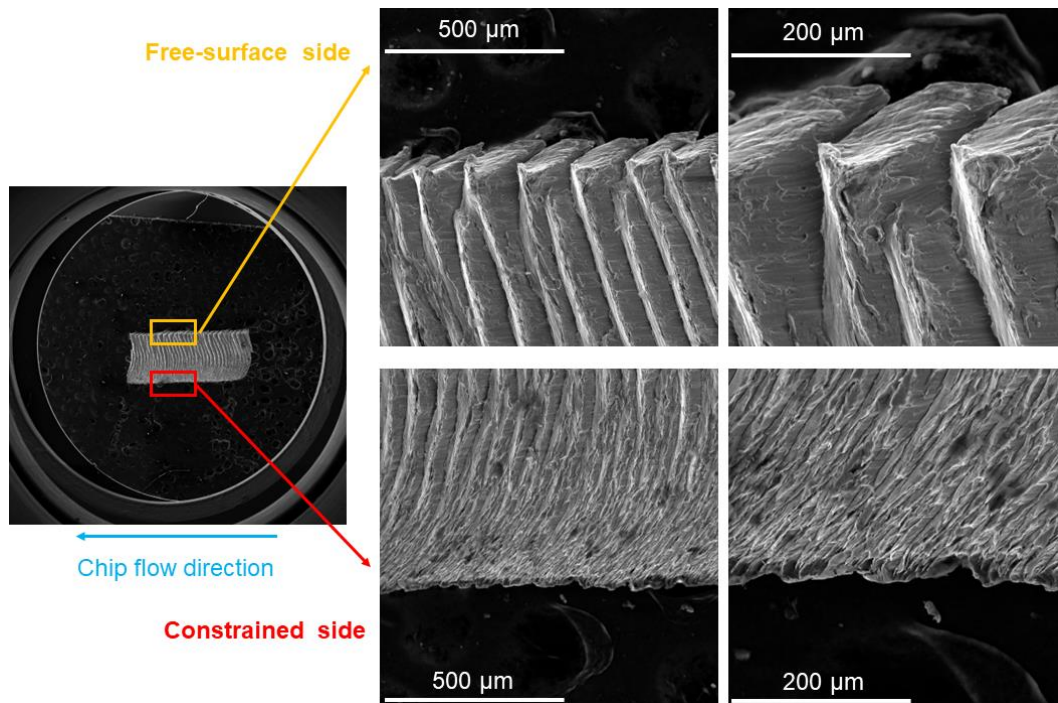 Free-surface side
500 µm
200 µm
Chip flow direction
Constrained side
500 µm
200 µm